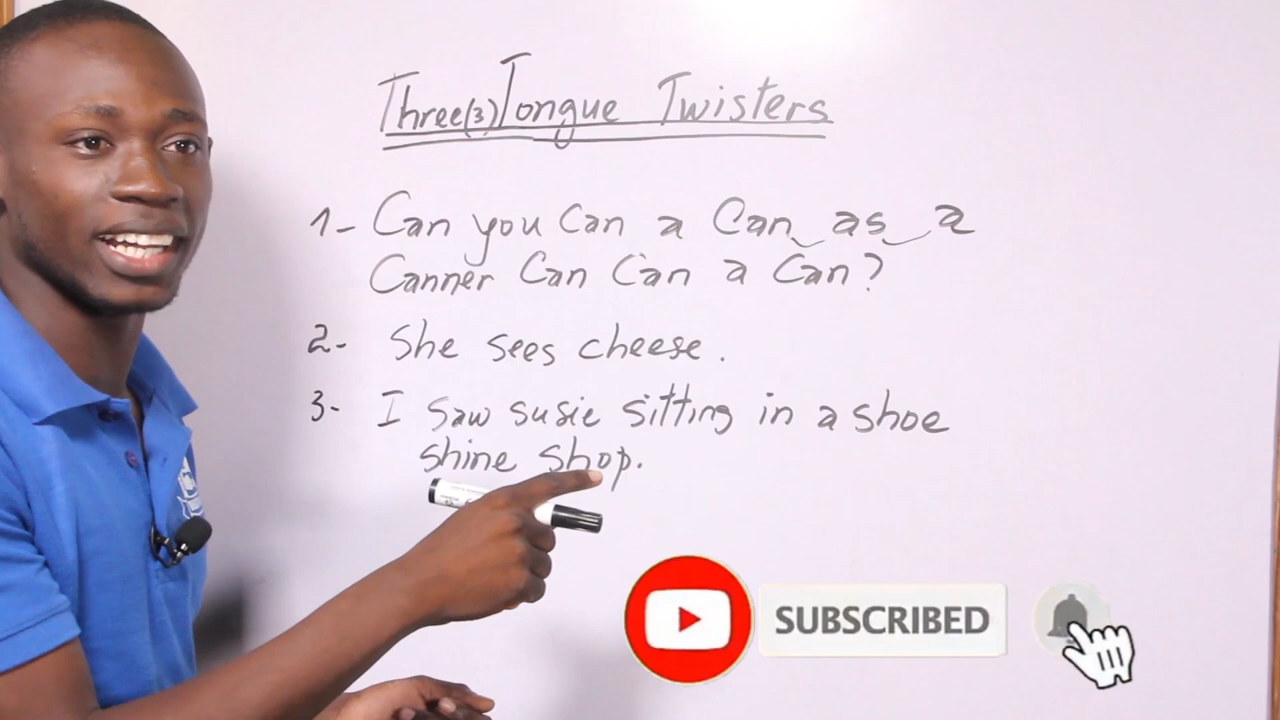 Three(3) Tongue Twisters
1- Can you Can a Can as a
Canner Can Can a Can?
2- She sees cheese.
3- I saw susie sitting in a shoe
shine shop.
SUBSCRIBED